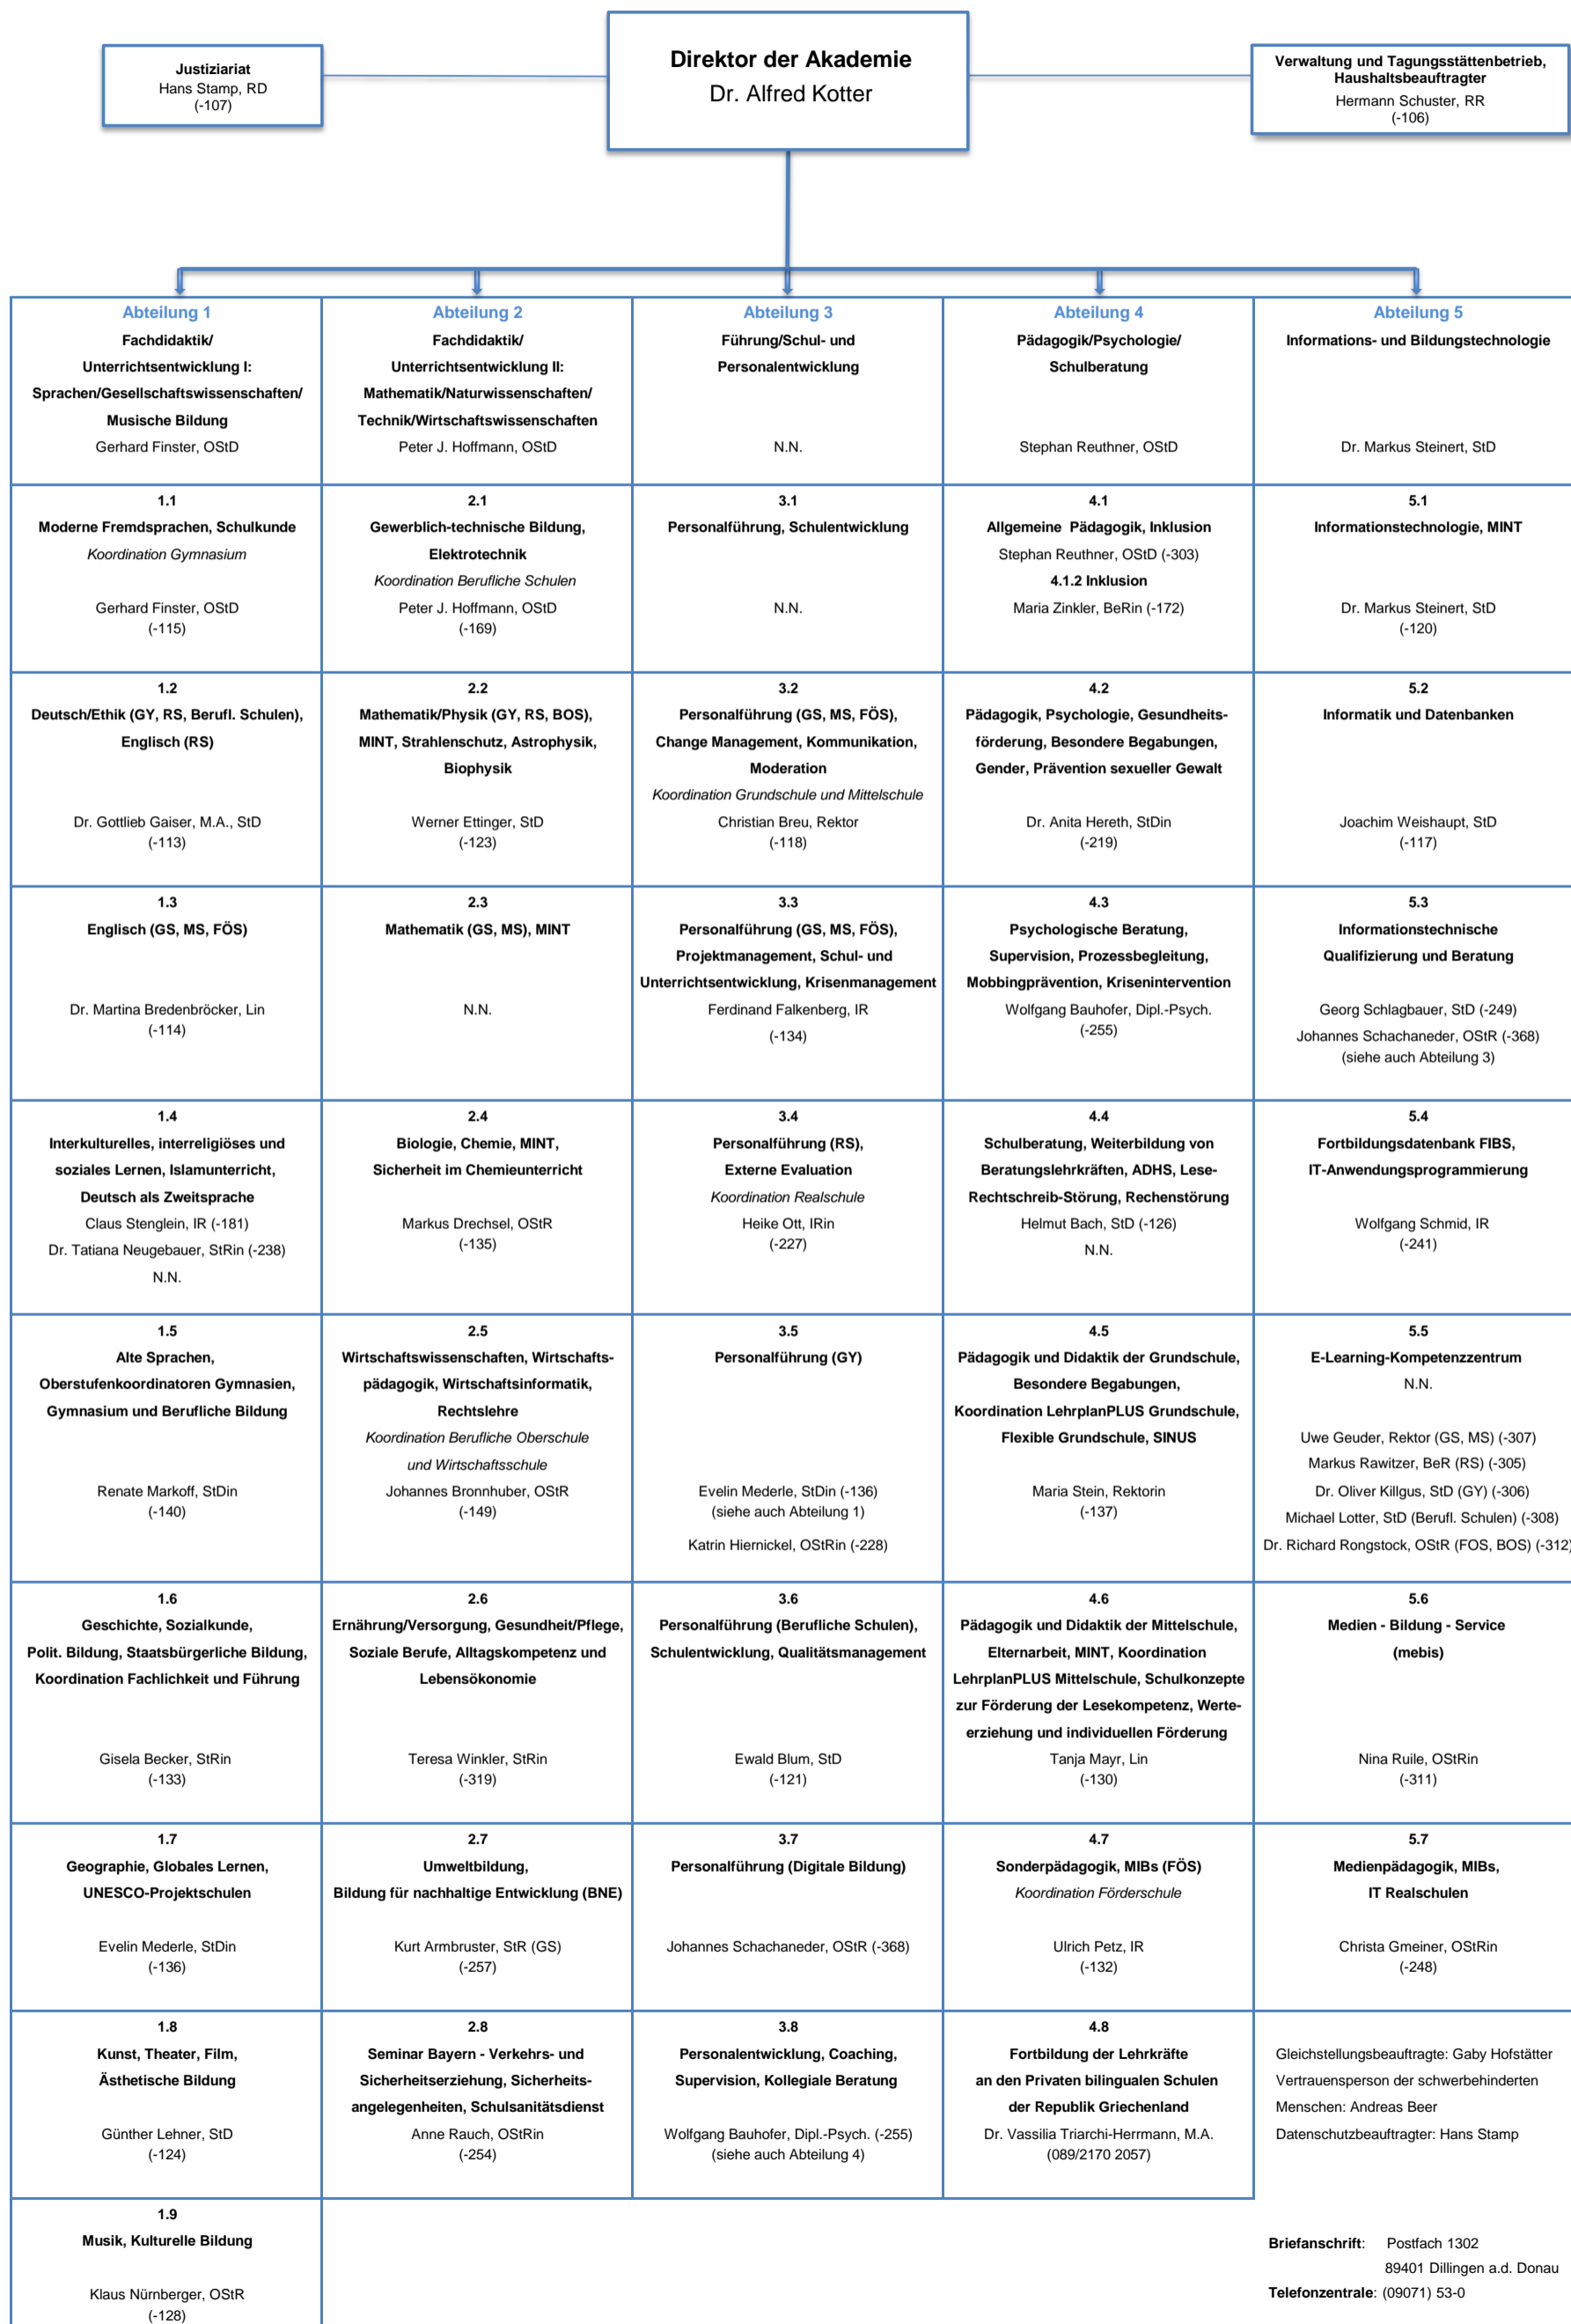 Direktor der Akademie
Dr. Alfred Kotter
Justiziariat
Hans Stamp, RD
(-107)
Verwaltung und Tagungsstättenbetrieb,
Haushaltsbeauftragter
Hermann Schuster, RR
(-106)
Abteilung 1
Fachdidaktik/
Unterrichtsentwicklung I:
Sprachen/Gesellschaftswissenschaften/
Musische Bildung
Gerhard Finster, OStD
Abteilung 2
Fachdidaktik/
Unterrichtsentwicklung II:
Mathematik/Naturwissenschaften/
Technik/Wirtschaftswissenschaften
Peter J. Hoffmann, OStD
Abteilung 3
Führung/Schul- und
Personalentwicklung
N.N.
Abteilung 4
Pädagogik/Psychologie/
Schulberatung
Stephan Reuthner, OStD
Abteilung 5
Informations- und Bildungstechnologie
Dr. Markus Steinert, StD
1.1
Moderne Fremdsprachen, Schulkunde
Koordination Gymnasium
Gerhard Finster, OStD
(-115)
2.1
Gewerblich-technische Bildung,
Elektrotechnik
Koordination Berufliche Schulen
Peter J. Hoffmann, OStD
(-169)
3.1
Personalführung, Schulentwicklung
N.N.
4.1
Allgemeine Pädagogik, Inklusion
Stephan Reuthner, OStD (-303)
4.1.2 Inklusion
Maria Zinkler, BeRin (-172)
5.1
Informationstechnologie, MINT
Dr. Markus Steinert, StD
(-120)
1.2
Deutsch/Ethik (GY, RS, Berufl. Schulen),
Englisch (RS)
Dr. Gottlieb Gaiser, M.A., StD
(-113)
2.2
Mathematik/Physik (GY, RS, BOS),
MINT, Strahlenschutz, Astrophysik,
Biophysik
Werner Ettinger, StD
(-123)
3.2
Personalführung (GS, MS, FÖS),
Change Management, Kommunikation,
Moderation
Koordination Grundschule und Mittelschule
Christian Breu, Rektor
(-118)
4.2
Pädagogik, Psychologie, Gesundheits-
förderung, Besondere Begabungen,
Gender, Prävention sexueller Gewalt
Dr. Anita Hereth, StDin
(-219)
5.2
Informatik und Datenbanken
Joachim Weishaupt, StD
(-117)
1.3
Englisch (GS, MS, FÖS)
Dr. Martina Bredenbröcker, Lin
(-114)
2.3
Mathematik (GS, MS), MINT
N.N.
3.3
Personalführung (GS, MS, FÖS),
Projektmanagement, Schul- und
Unterrichtsentwicklung, Krisenmanagement
Ferdinand Falkenberg, IR
(-134)
4.3
Psychologische Beratung,
Supervision, Prozessbegleitung,
Mobbingprävention, Krisenintervention
Wolfgang Bauhofer, Dipl.-Psych.
(-255)
5.3
Informationstechnische
Qualifizierung und Beratung
Georg Schlagbauer, StD (-249)
Johannes Schachaneder, OStR (-368)
(siehe auch Abteilung 3)
1.4
Interkulturelles, interreligiöses und
soziales Lernen, Islamunterricht,
Deutsch als Zweitsprache
Claus Stenglein, IR (-181)
Dr. Tatiana Neugebauer, StRin (-238)
N.N.
2.4
Biologie, Chemie, MINT,
Sicherheit im Chemieunterricht
Markus Drechsel, OStR
(-135)
3.4
Personalführung (RS),
Externe Evaluation
Koordination Realschule
Heike Ott, IRin
(-227)
4.4
Schulberatung, Weiterbildung von
Beratungslehrkräften, ADHS, Lese-
Rechtschreib-Störung, Rechenstörung
Helmut Bach, StD (-126)
N.N.
5.4
Fortbildungsdatenbank FIBS,
IT-Anwendungsprogrammierung
Wolfgang Schmid, IR
(-241)
1.5
Alte Sprachen,
Oberstufenkoordinatoren Gymnasien,
Gymnasium und Berufliche Bildung
Renate Markoff, StDin
(-140)
2.5
Wirtschaftswissenschaften, Wirtschafts-
pädagogik, Wirtschaftsinformatik,
Rechtslehre
Koordination Berufliche Oberschule
und Wirtschaftsschule
Johannes Bronnhuber, OStR
(-149)
3.5
Personalführung (GY)
Evelin Mederle, StDin (-136)
(siehe auch Abteilung 1)
Katrin Hiernickel, OStRin (-228)
4.5
Pädagogik und Didaktik der Grundschule,
Besondere Begabungen,
Koordination LehrplanPLUS Grundschule,
Flexible Grundschule, SINUS
Maria Stein, Rektorin
(-137)
5.5
E-Learning-Kompetenzzentrum
N.N.
Uwe Geuder, Rektor (GS, MS) (-307)
Markus Rawitzer, BeR (RS) (-305)
Dr. Oliver Killgus, StD (GY) (-306)
Michael Lotter, StD (Berufl. Schulen) (-308)
Dr. Richard Rongstock, OStR (FOS, BOS) (-312)
1.6
Geschichte, Sozialkunde,
Polit. Bildung, Staatsbürgerliche Bildung,
Koordination Fachlichkeit und Führung
Gisela Becker, StRin
(-133)
2.6
Ernährung/Versorgung, Gesundheit/Pflege,
Soziale Berufe, Alltagskompetenz und
Lebensökonomie
Teresa Winkler, StRin
(-319)
3.6
Personalführung (Berufliche Schulen),
Schulentwicklung, Qualitätsmanagement
Ewald Blum, StD
(-121)
4.6
Pädagogik und Didaktik der Mittelschule,
Elternarbeit, MINT, Koordination
LehrplanPLUS Mittelschule, Schulkonzepte
zur Förderung der Lesekompetenz, Werte-
erziehung und individuellen Förderung
Tanja Mayr, Lin
(-130)
5.6
Medien - Bildung - Service
(mebis)
Nina Ruile, OStRin
(-311)
1.7
Geographie, Globales Lernen,
UNESCO-Projektschulen
Evelin Mederle, StDin
(-136)
2.7
Umweltbildung,
Bildung für nachhaltige Entwicklung (BNE)
Kurt Armbruster, StR (GS)
(-257)
3.7
Personalführung (Digitale Bildung)
Johannes Schachaneder, OStR (-368)
4.7
Sonderpädagogik, MIBs (FÖS)
Koordination Förderschule
Ulrich Petz, IR
(-132)
5.7
Medienpädagogik, MIBs,
IT Realschulen
Christa Gmeiner, OStRin
(-248)
1.8
Kunst, Theater, Film,
Ästhetische Bildung
Günther Lehner, StD
(-124)
2.8
Seminar Bayern - Verkehrs- und
Sicherheitserziehung, Sicherheits-
angelegenheiten, Schulsanitätsdienst
Anne Rauch, OStRin
(-254)
3.8
Personalentwicklung, Coaching,
Supervision, Kollegiale Beratung
Wolfgang Bauhofer, Dipl.-Psych. (-255)
(siehe auch Abteilung 4)
4.8
Fortbildung der Lehrkräfte
an den Privaten bilingualen Schulen
der Republik Griechenland
Dr. Vassilia Triarchi-Herrmann, M.A.
(089/2170 2057)
Gleichstellungsbeauftragte: Gaby Hofstätter
Vertrauensperson der schwerbehinderten
Menschen: Andreas Beer
Datenschutzbeauftragter: Hans Stamp
1.9
Musik, Kulturelle Bildung
Klaus Nürnberger, OStR
(-128)
Briefanschrift: Postfach 1302
89401 Dillingen a.d. Donau
Telefonzentrale: (09071) 53-0